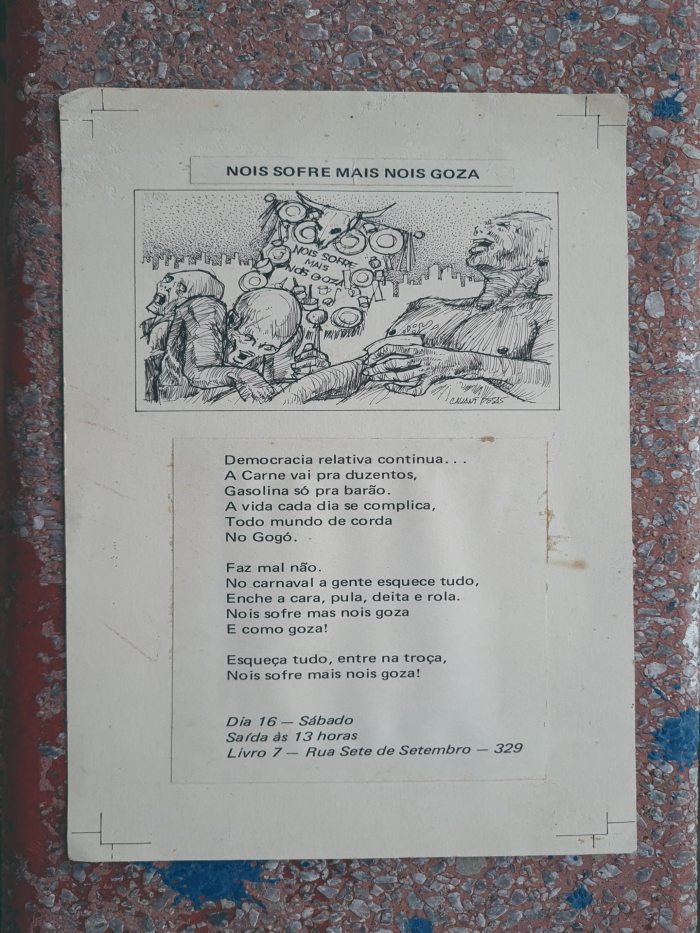 NOIS SOFRE MAIS NOIS GOZA
NOIS SOFRE
MAIS
NOIS GOZA
Democracia relativa continua...
A Carne vai pra duzentos,
Gasolina só pra barão.
A vida cada dia se complica,
Todo mundo de corda
No Gogó.
Faz mal não.
No carnaval a gente esquece tudo,
Enche a cara, pula, deita e rola.
Nois sofre mas nois goza
E como goza!
Esqueça tudo, entre na troça,
Nois sofre mais nois goza!
Dia 16 — Sábado
Saída às 13 horas
Livro 7 — Rua Sete de Setembro — 329